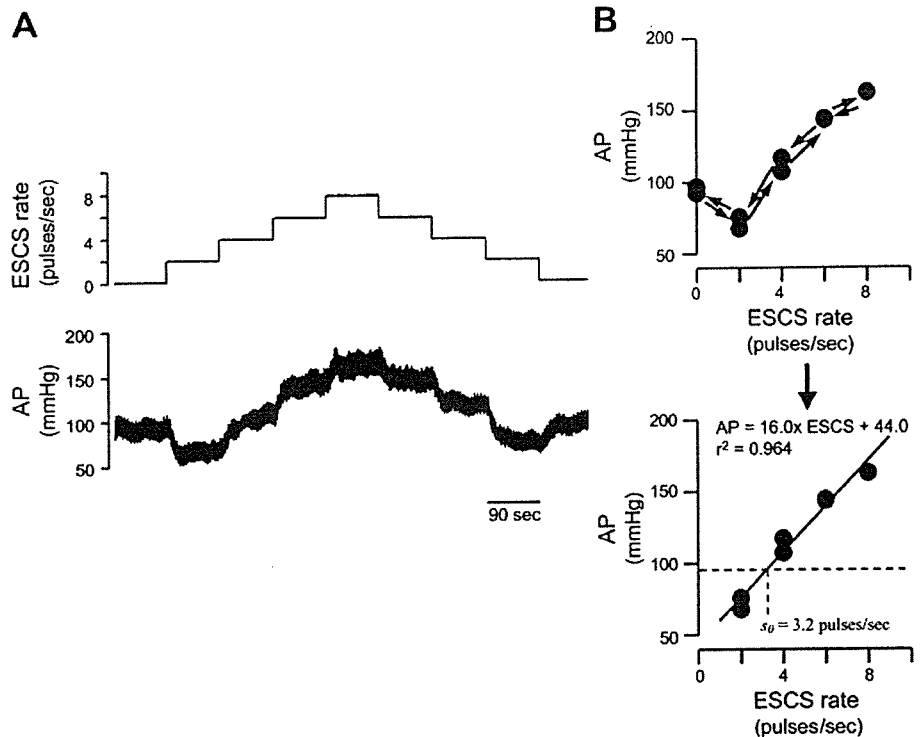 A
ESCS rate
(pulses/sec)
8
4
0
AP
(mmHg)
200
150
100
50
90 sec
B
AP
(mmHg)
200
150
100
50
0
4
8
ESCS rate
(pulses/sec)
AP = 16.0x ESCS + 44.0
r² = 0.964
AP
(mmHg)
200
150
100
50
s₀ = 3.2 pulses/sec
0
4
8
ESCS rate
(pulses/sec)